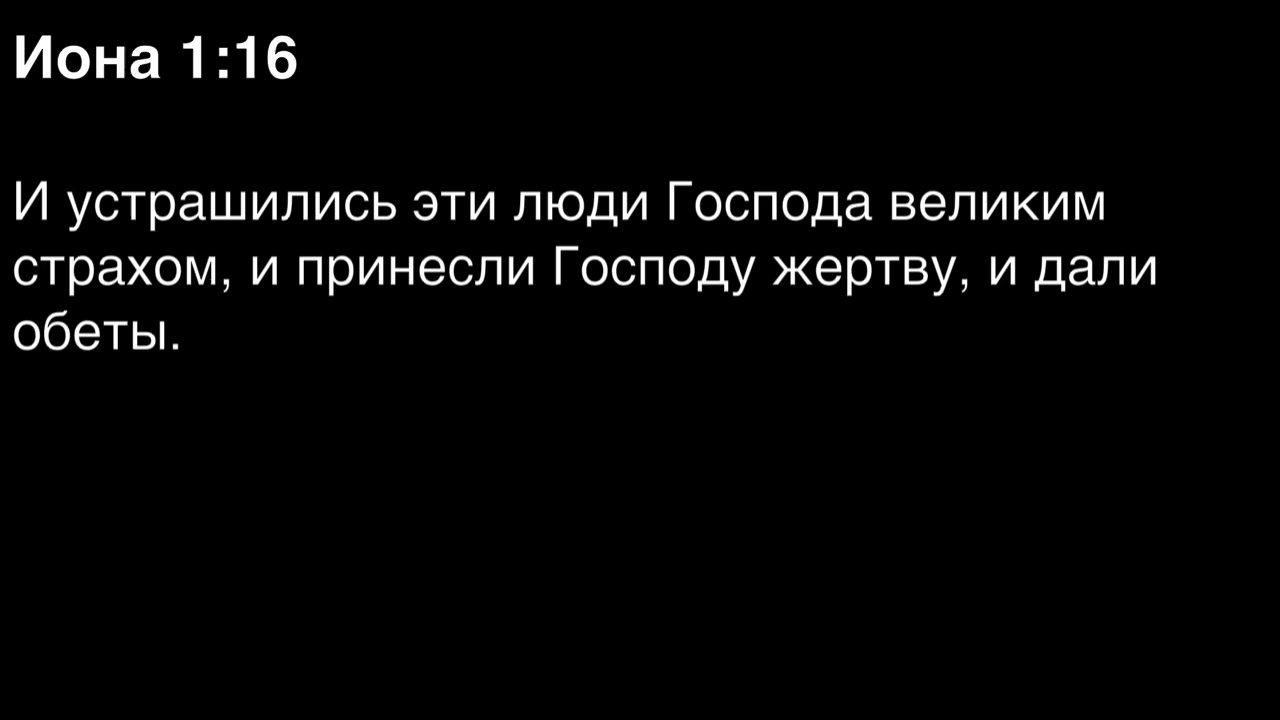 Иона 1:16
И устрашились эти люди Господа великим
страхом, и принесли Господу жертву, и дали
обеты.